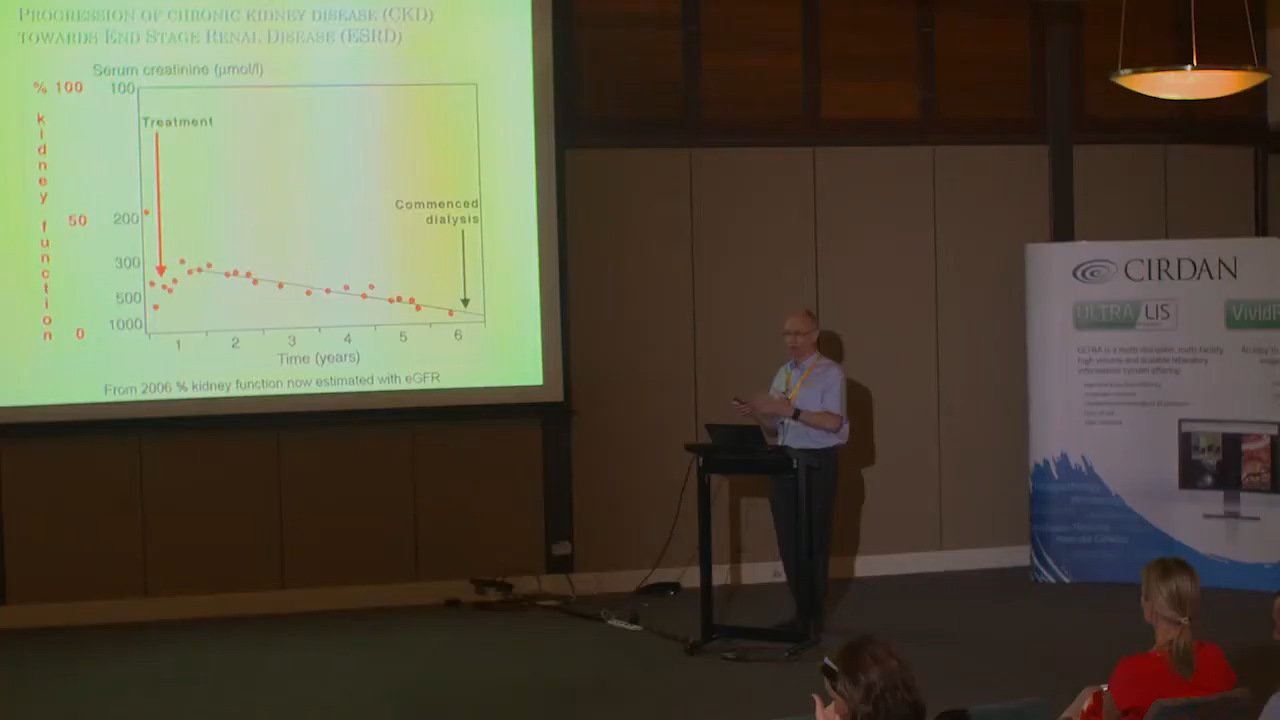 PROGRESSION OF CHRONIC KIDNEY DISEASE (CKD)
TOWARDS END STAGE RENAL DISEASE (ESRD)
Serum creatinine (µmol/l)
% 100
100
kidney function
Treatment
Commenced
dialysis
50
200
300
500
0
1000
1
2
3
4
5
6
Time (years)
From 2006 % kidney function now estimated with eGFR
CIRDAN
ULTRA LIS
ULTRA is a multi-discipline, multi-facility
high volume and scalable laboratory
information system offering